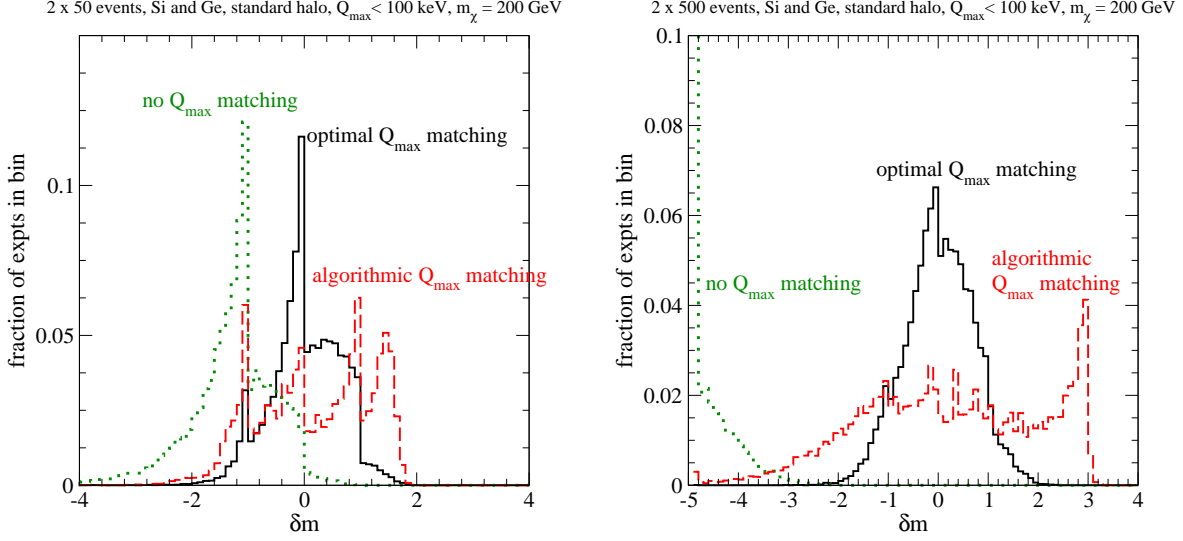 2 x 50 events, Si and Ge, standard halo, Q_max < 100 keV, m_χ = 200 GeV
fraction of expts in bin
0.1
0.05
0
no Q_max matching
optimal Q_max matching
algorithmic Q_max matching
-4
-2
0
2
4
δm
2 x 500 events, Si and Ge, standard halo, Q_max < 100 keV, m_χ = 200 GeV
fraction of expts in bin
0.1
0.08
0.06
0.04
0.02
0
optimal Q_max matching
no Q_max matching
algorithmic
Q_max matching
-5
-4
-3
-2
-1
0
1
2
3
4
δm